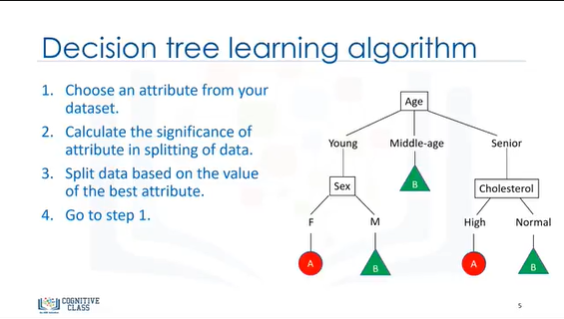 Decision tree learning algorithm
1. Choose an attribute from your
dataset.
2. Calculate the significance of
attribute in splitting of data.
3. Split data based on the value
of the best attribute.
4. Go to step 1.
Age
Young Middle-age Senior
Sex B Cholesterol
F M High Normal
A B A B
COGNITIVE
CLASS
5